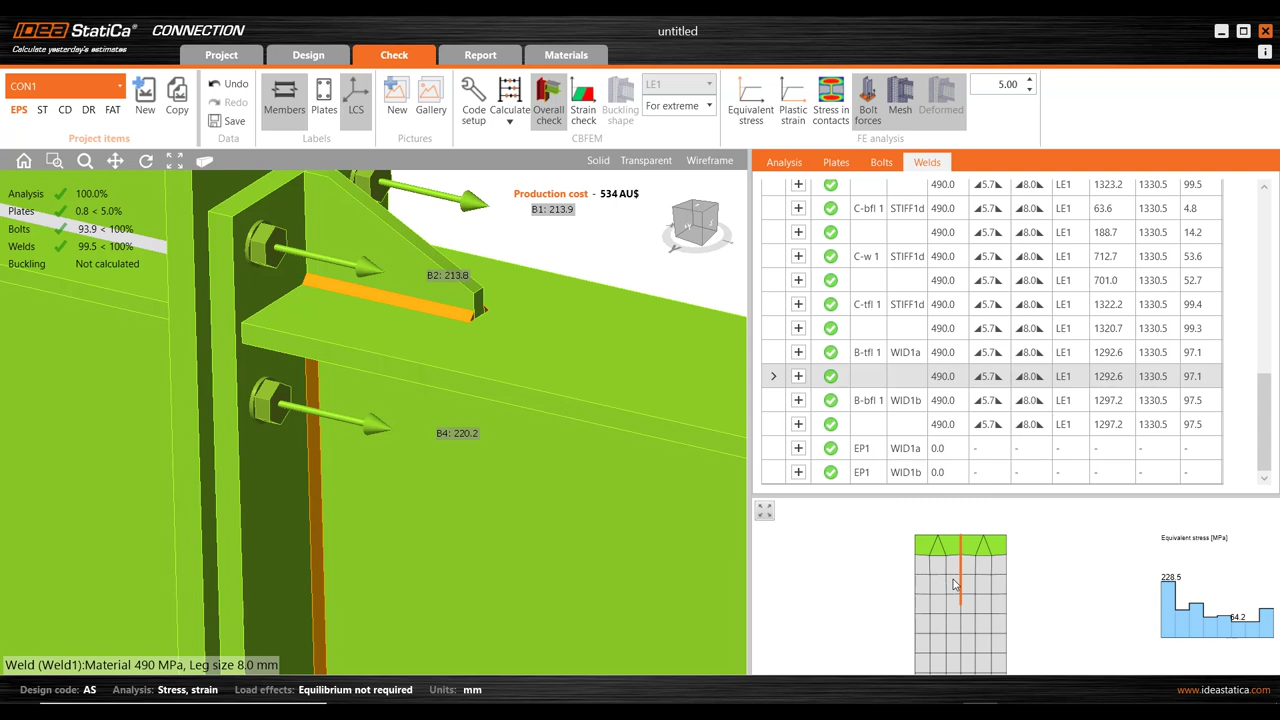 IDEA StatiCa® CONNECTION
Calculate yesterday's estimates
untitled
Project Design Check Report Materials
CON1
EPS ST CD DR FAT
New Copy
Project items
Undo
Redo
Save
Data
Members Plates LCS
Labels
New Gallery
Pictures
Code setup
Calculate
Overall check
Strain check
Buckling shape
LE1
For extreme
CBFEM
Equivalent stress
Plastic strain
Stress in contacts
Bolt forces
Mesh
Deformed
FE analysis
5.00
Solid Transparent Wireframe
Analysis 100.0%
Plates 0.8 < 5.0%
Bolts 93.9 < 100%
Welds 99.5 < 100%
Buckling Not calculated
Production cost - 534 AU$
B1: 213.9
B2: 213.8
B4: 220.2
Weld (Weld1):Material 490 MPa, Leg size 8.0 mm
Analysis Plates Bolts Welds
490.0 ◢5.7◣ ◢8.0◣ LE1 1323.2 1330.5 99.5
C-bfl 1 STIFF1d 490.0 ◢5.7◣ ◢8.0◣ LE1 63.6 1330.5 4.8
490.0 ◢5.7◣ ◢8.0◣ LE1 188.7 1330.5 14.2
C-w 1 STIFF1d 490.0 ◢5.7◣ ◢8.0◣ LE1 712.7 1330.5 53.6
490.0 ◢5.7◣ ◢8.0◣ LE1 701.0 1330.5 52.7
C-tfl 1 STIFF1d 490.0 ◢5.7◣ ◢8.0◣ LE1 1322.2 1330.5 99.4
490.0 ◢5.7◣ ◢8.0◣ LE1 1320.7 1330.5 99.3
B-tfl 1 WID1a 490.0 ◢5.7◣ ◢8.0◣ LE1 1292.6 1330.5 97.1
490.0 ◢5.7◣ ◢8.0◣ LE1 1292.6 1330.5 97.1
B-bfl 1 WID1b 490.0 ◢5.7◣ ◢8.0◣ LE1 1297.2 1330.5 97.5
490.0 ◢5.7◣ ◢8.0◣ LE1 1297.2 1330.5 97.5
EP1 WID1a 0.0 - - - - - -
EP1 WID1b 0.0 - - - - - -
Equivalent stress [MPa]
228.5
64.2
Design code: AS Analysis: Stress, strain Load effects: Equilibrium not required Units: mm
www.ideastatica.com